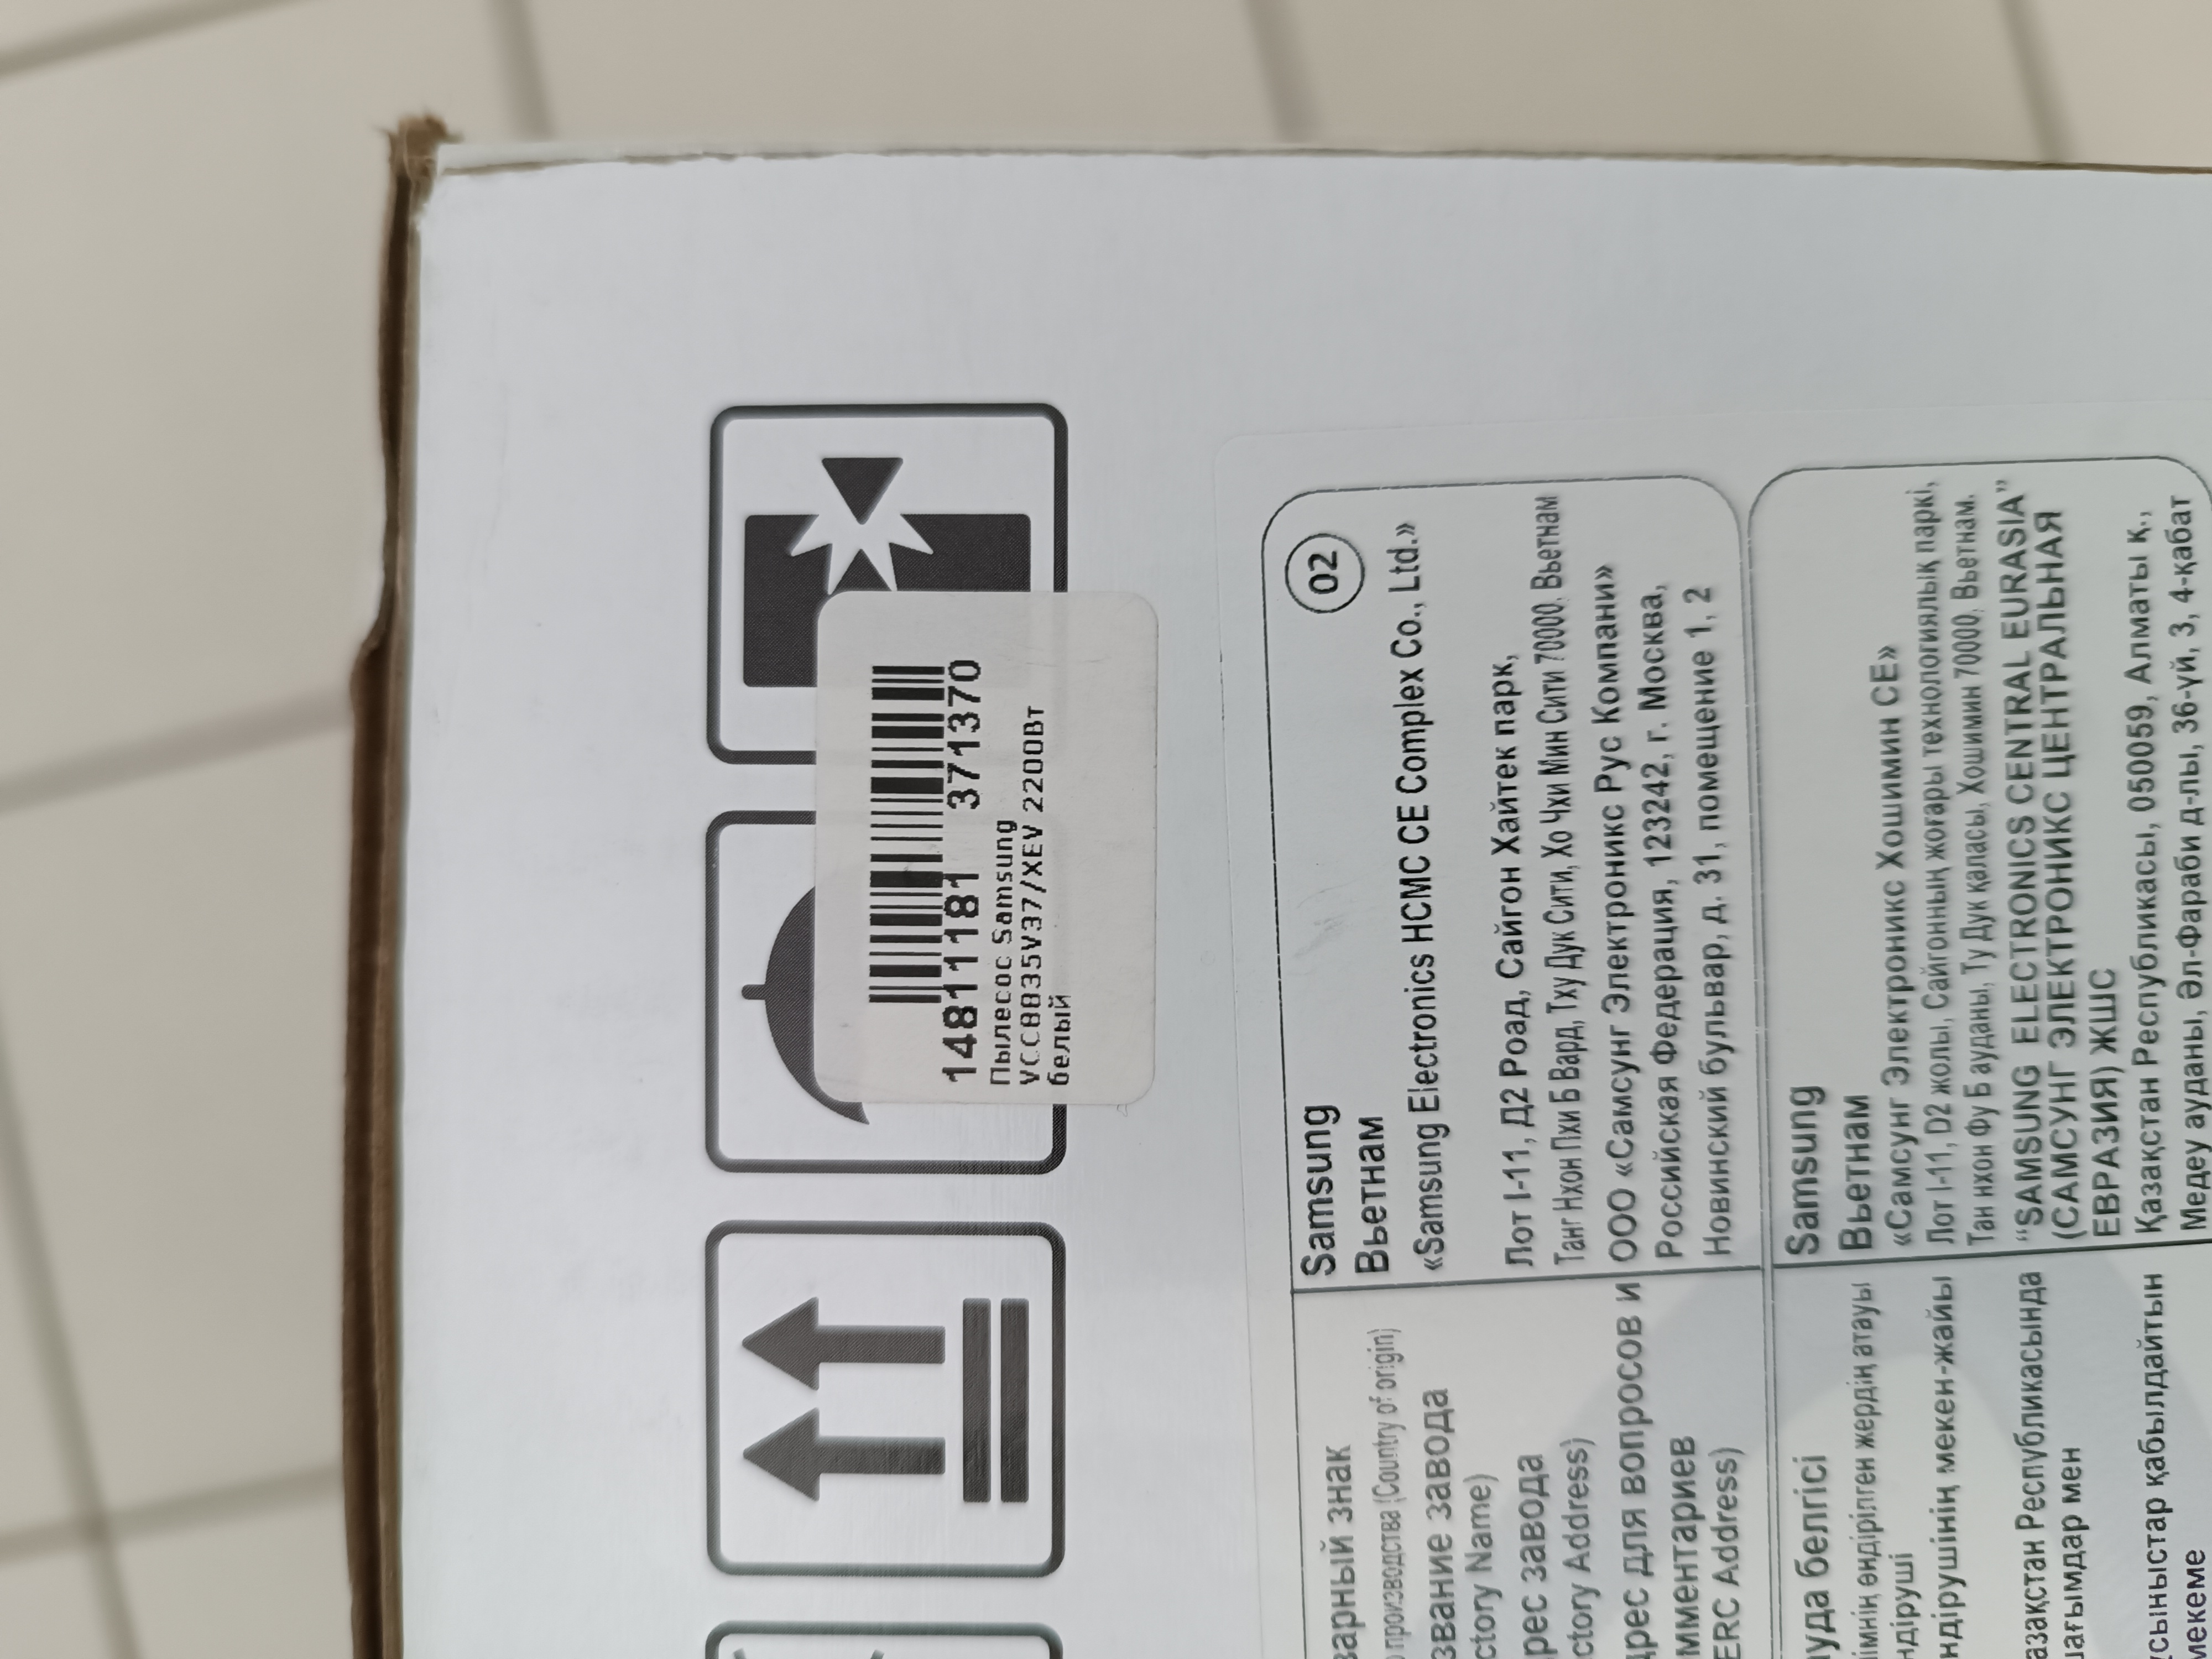 14811181 371370
Пылесос Samsung
VCC8835V37/XEV 2200Вт
белый
02
Samsung
Вьетнам
«Samsung Electronics HCMC CE Complex Co., Ltd.»
Лот I-11, Д2 Роад, Сайгон Хайтек парк,
Танг Нхон Пхи Б Вард, Тху Дук Сити, Хо Чхи Мин Сити 70000, Вьетнам
ООО «Самсунг Электроникс Рус Компани»
Российская Федерация, 123242, г. Москва,
Новинский бульвар, д. 31, помещение 1, 2
варный знак
производства (Country of origin)
звание завода
ctory Name)
рес завода
ctory Address)
дрес для вопросов и
мментариев
ERC Address)
Samsung
Вьетнам
«Самсунг Электроникс Хошимин CE»
Лот I-11, D2 жолы, Сайгонның жоғары технологиялық паркі,
Тан нхон Фу Б ауданы, Ту Дук қаласы, Хошимин 70000, Вьетнам.
“SAMSUNG ELECTRONICS CENTRAL EURASIA”
(САМСУНГ ЭЛЕКТРОНИКС ЦЕНТРАЛЬНАЯ
ЕВРАЗИЯ) ЖШС
Қазақстан Республикасы, 050059, Алматы қ.,
Медеу ауданы, Әл-Фараби д-лы, 36-үй, 3, 4-қабат
уда белгісі
німнің өндірілген жердің атауы
ндіруші
ндірушінің мекен-жайы
азақстан Республикасында
ағымдар мен
сыныстар қабылдайтын
мекеме